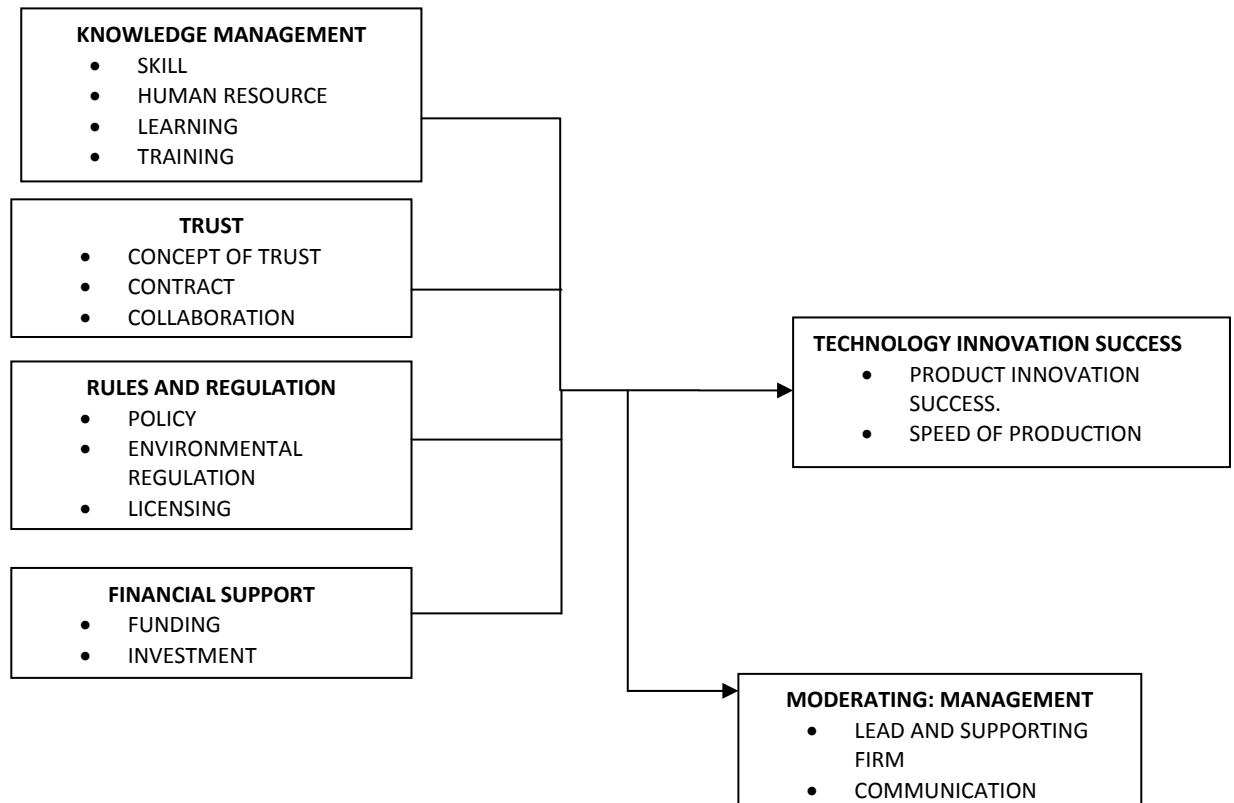 KNOWLEDGE MANAGEMENT
• SKILL
• HUMAN RESOURCE
• LEARNING
• TRAINING
TRUST
• CONCEPT OF TRUST
• CONTRACT
• COLLABORATION
RULES AND REGULATION
• POLICY
• ENVIRONMENTAL
REGULATION
• LICENSING
FINANCIAL SUPPORT
• FUNDING
• INVESTMENT
TECHNOLOGY INNOVATION SUCCESS
• PRODUCT INNOVATION
SUCCESS.
• SPEED OF PRODUCTION
MODERATING: MANAGEMENT
• LEAD AND SUPPORTING
FIRM
• COMMUNICATION